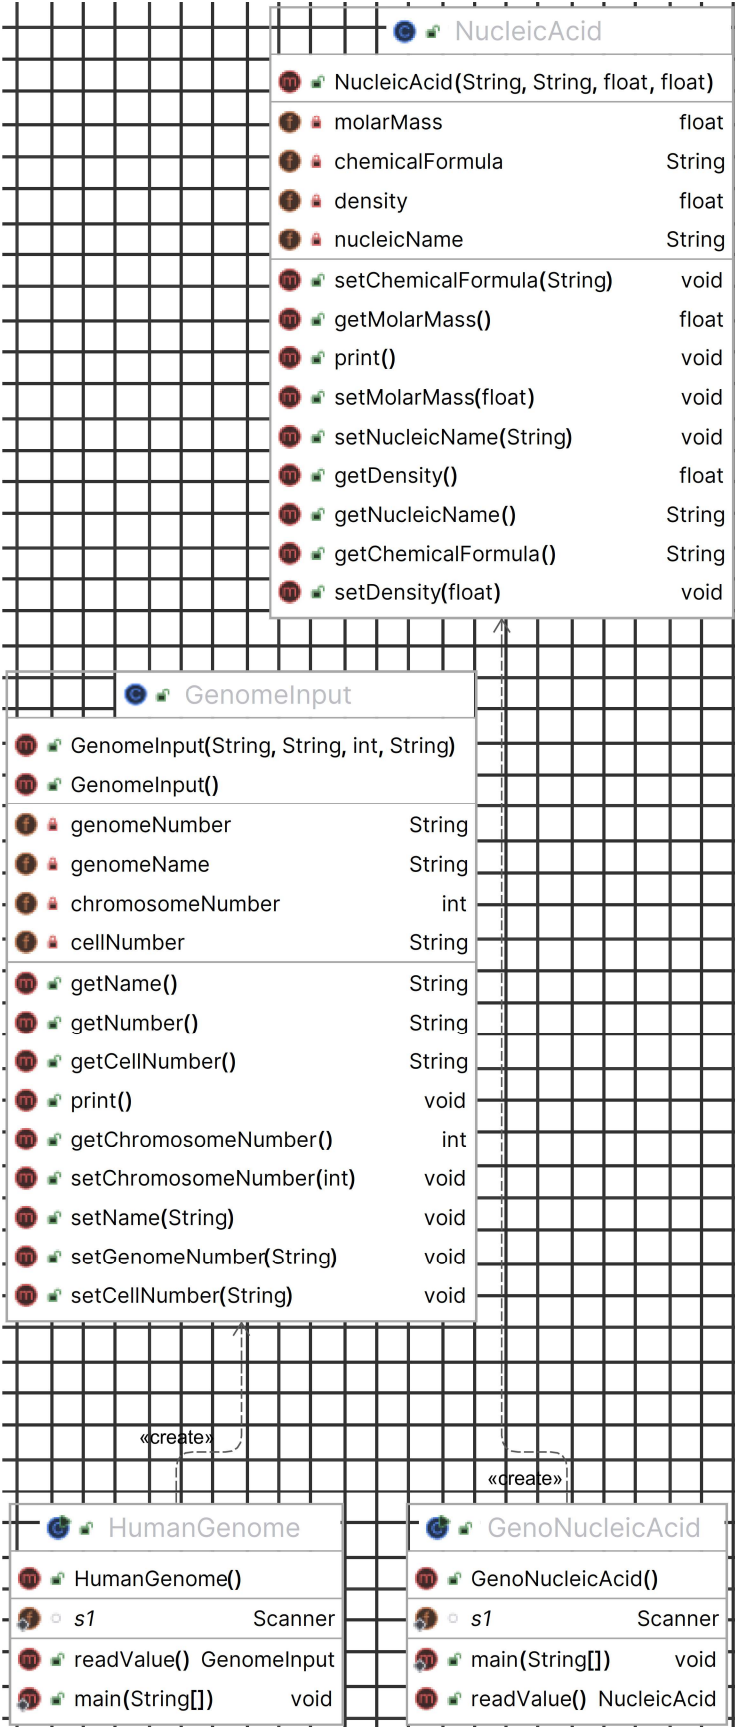 NucleicAcid
NucleicAcid(String, String, float, float)
molarMass float
chemicalFormula String
density float
nucleicName String
setChemicalFormula(String) void
getMolarMass() float
print() void
setMolarMass(float) void
setNucleicName(String) void
getDensity() float
getNucleicName() String
getChemicalFormula() String
setDensity(float) void
GenomeInput
GenomeInput(String, String, int, String)
GenomeInput()
genomeNumber String
genomeName String
chromosomeNumber int
cellNumber String
getName() String
getNumber() String
getCellNumber() String
print() void
getChromosomeNumber() int
setChromosomeNumber(int) void
setName(String) void
setGenomeNumber(String) void
setCellNumber(String) void
«create»
«create»
HumanGenome
HumanGenome()
s1 Scanner
readValue() GenomeInput
main(String[]) void
GenoNucleicAcid
GenoNucleicAcid()
s1 Scanner
main(String[]) void
readValue() NucleicAcid